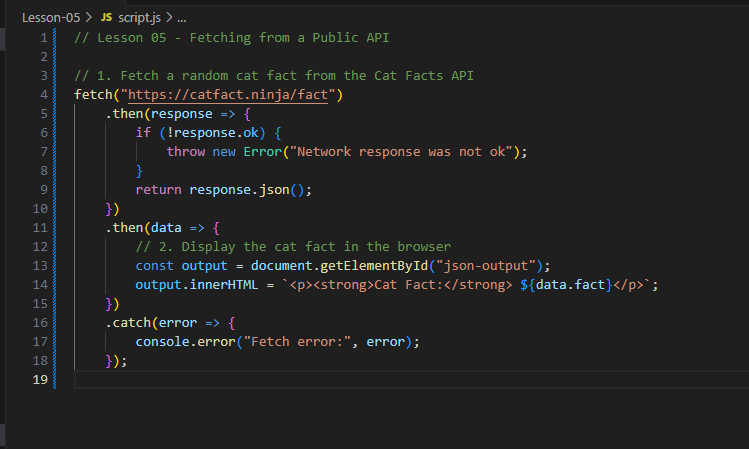 Lesson-05 > JS script.js > ...
1 // Lesson 05 - Fetching from a Public API
2
3 // 1. Fetch a random cat fact from the Cat Facts API
4 fetch("https://catfact.ninja/fact")
5     .then(response => {
6         if (!response.ok) {
7             throw new Error("Network response was not ok");
8         }
9         return response.json();
10     })
11     .then(data => {
12         // 2. Display the cat fact in the browser
13         const output = document.getElementById("json-output");
14         output.innerHTML = `<p><strong>Cat Fact:</strong> ${data.fact}</p>`;
15     })
16     .catch(error => {
17         console.error("Fetch error:", error);
18     });
19